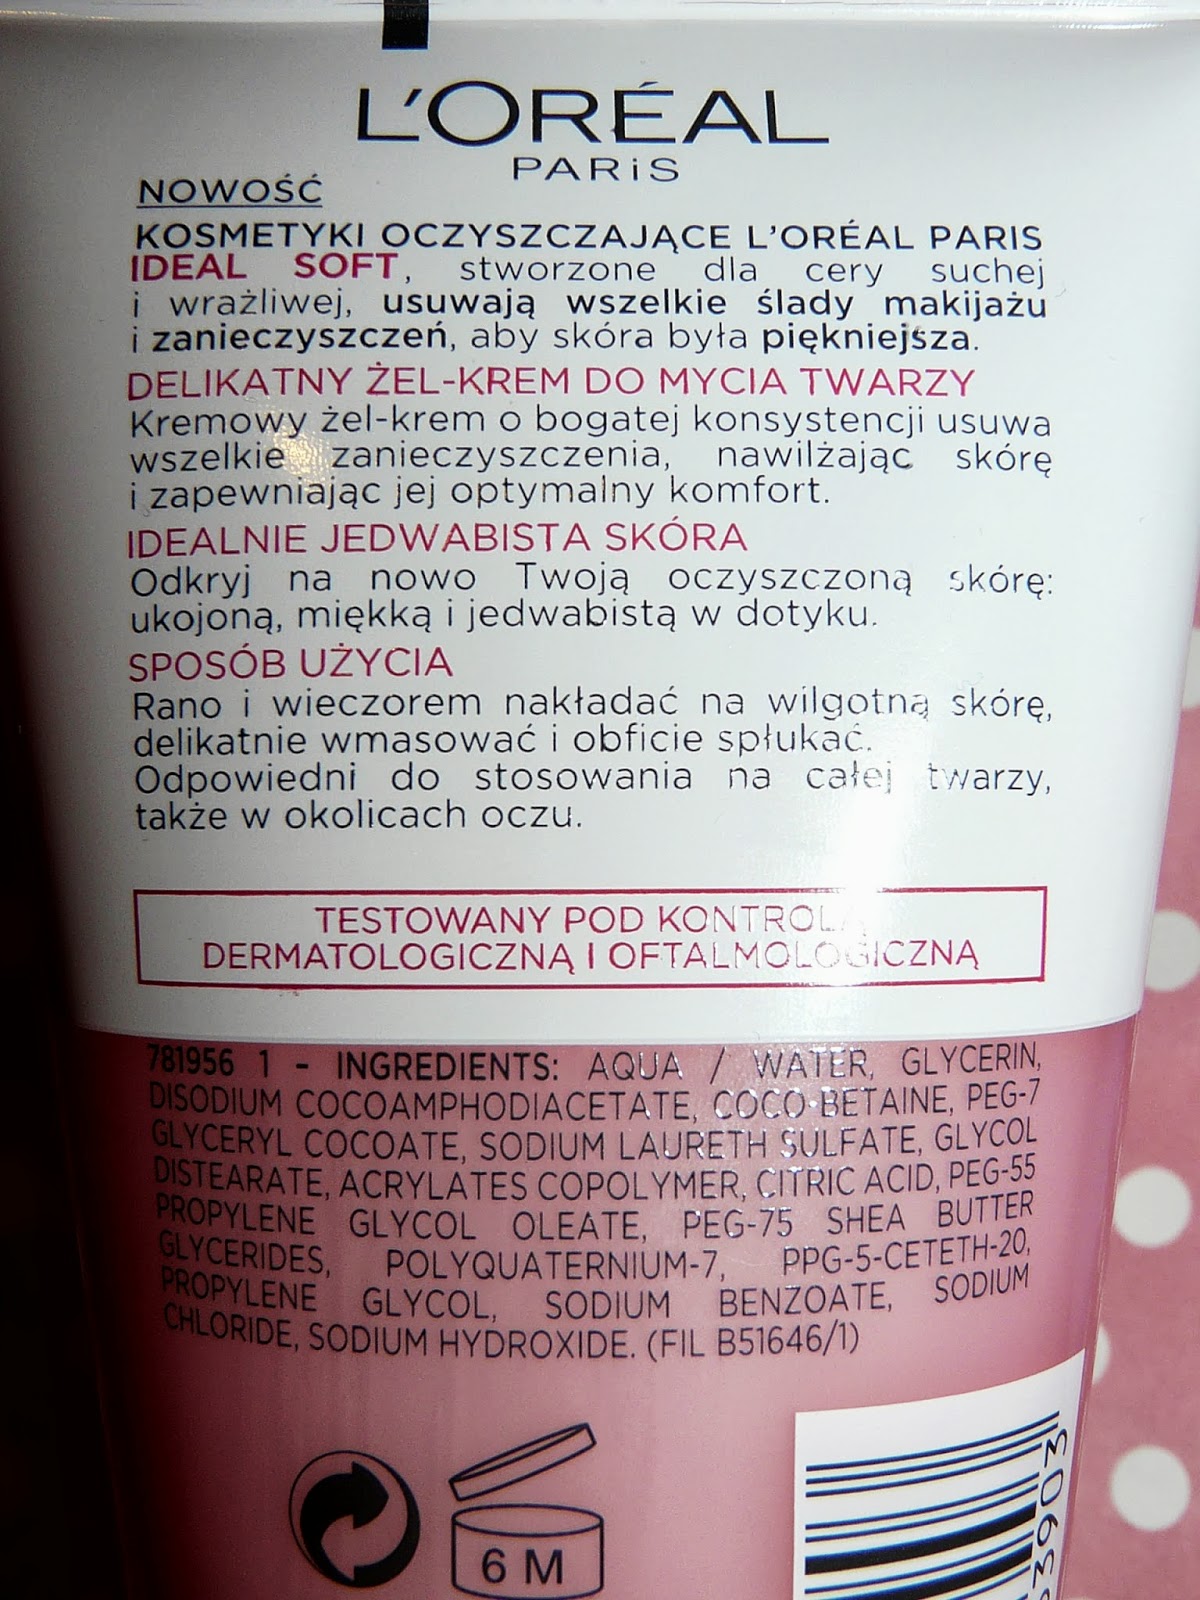 L'ORÉAL
PARiS
NOWOŚĆ
KOSMETYKI OCZYSZCZAJĄCE L'ORÉAL PARIS
IDEAL SOFT, stworzone dla cery suchej
i wrażliwej, usuwają wszelkie ślady makijażu
i zanieczyszczeń, aby skóra była piękniejsza.
DELIKATNY ŻEL-KREM DO MYCIA TWARZY
Kremowy żel-krem o bogatej konsystencji usuwa
wszelkie zanieczyszczenia, nawilżając skórę
i zapewniając jej optymalny komfort.
IDEALNIE JEDWABISTA SKÓRA
Odkryj na nowo Twoją oczyszczoną skórę:
ukojoną, miękką i jedwabistą w dotyku.
SPOSÓB UŻYCIA
Rano i wieczorem nakładać na wilgotną skórę,
delikatnie wmasować i obficie spłukać.
Odpowiedni do stosowania na całej twarzy,
także w okolicach oczu.
TESTOWANY POD KONTROLĄ
DERMATOLOGICZNĄ I OFTALMOLOGICZNĄ
781956 1 - INGREDIENTS: AQUA / WATER, GLYCERIN,
DISODIUM COCOAMPHODIACETATE, COCO-BETAINE, PEG-7
GLYCERYL COCOATE, SODIUM LAURETH SULFATE, GLYCOL
DISTEARATE, ACRYLATES COPOLYMER, CITRIC ACID, PEG-55
PROPYLENE GLYCOL OLEATE, PEG-75 SHEA BUTTER
GLYCERIDES, POLYQUATERNIUM-7, PPG-5-CETETH-20,
PROPYLENE GLYCOL, SODIUM BENZOATE, SODIUM
CHLORIDE, SODIUM HYDROXIDE. (FIL B51646/1)
6 M